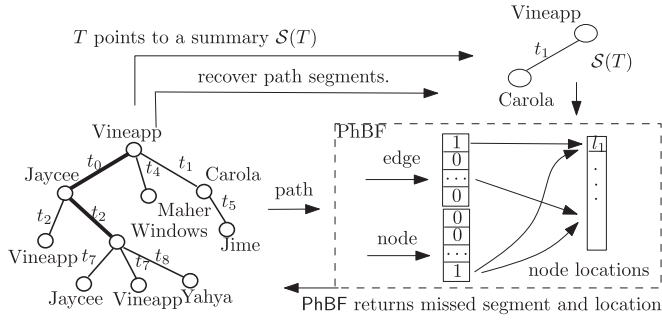 Vineapp
T points to a summary S(T)
t1
S(T)
recover path segments.
Carola
Vineapp
PhBF
t0
t4
t1
Jaycee
Carola
1
l1
edge
0
...
0
path
t5
Maher
t2
t2
Windows
Jime
0
0
node
...
1
Vineapp
t7
t7
t8
node locations
Jaycee
Vineapp
Yahya
PhBF returns missed segment and location